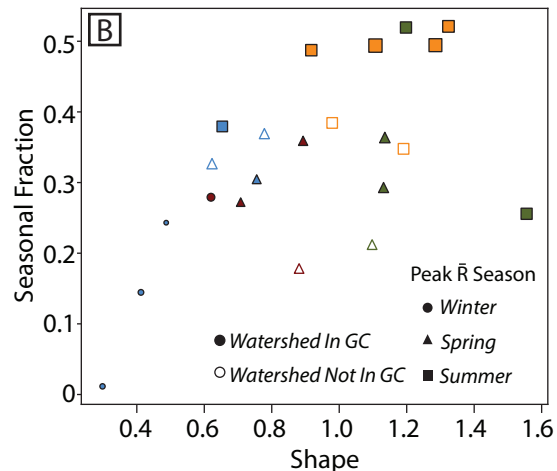 B
0.5
0.4
0.3
0.2
0.1
0
Seasonal Fraction
Peak R̄ Season
Winter
Spring
Summer
Watershed In GC
Watershed Not In GC
0.4 0.6 0.8 1.0 1.2 1.4 1.6
Shape